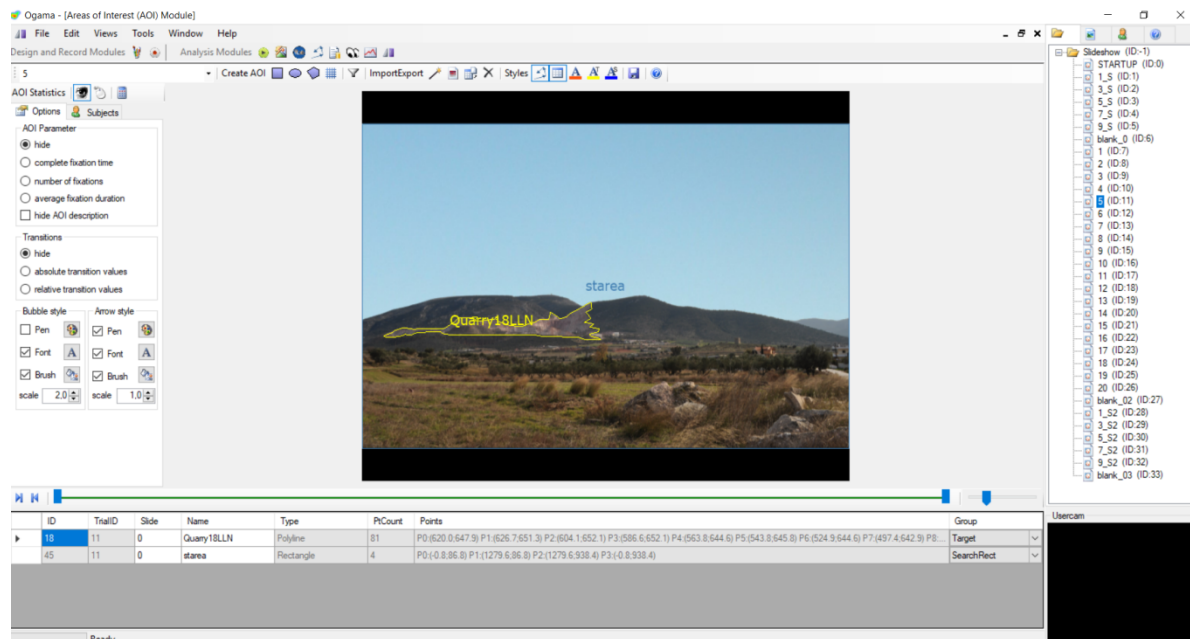 Ogama - [Areas of Interest (AOI) Module]
File Edit Views Tools Window Help
Design and Record Modules Analysis Modules
5 Create AOI ImportExport Styles
AOI Statistics
Options Subjects
AOI Parameter
hide
complete fixation time
number of fixations
average fixation duration
hide AOI description
Transitions
hide
absolute transition values
relative transition values
Bubble style Arrow style
Pen Pen
Font A Font A
Brush Brush
scale 2,0 scale 1,0
starea
Quarry18LLN
Slideshow (ID:-1)
STARTUP (ID:0)
1_S (ID:1)
3_S (ID:2)
5_S (ID:3)
7_S (ID:4)
9_S (ID:5)
blank_0 (ID:6)
1 (ID:7)
2 (ID:8)
3 (ID:9)
4 (ID:10)
5 (ID:11)
6 (ID:12)
7 (ID:13)
8 (ID:14)
9 (ID:15)
10 (ID:16)
11 (ID:17)
12 (ID:18)
13 (ID:19)
14 (ID:20)
15 (ID:21)
16 (ID:22)
17 (ID:23)
18 (ID:24)
19 (ID:25)
20 (ID:26)
blank_02 (ID:27)
1_S2 (ID:28)
3_S2 (ID:29)
5_S2 (ID:30)
7_S2 (ID:31)
9_S2 (ID:32)
blank_03 (ID:33)
ID TrialID Slide Name Type PtCount Points Group
18 11 0 Quarry18LLN Polyline 81 P0:(620.0;647.9) P1:(626.7;651.3) P2:(604.1;652.1) P3:(586.6;652.1) P4:(563.8;644.6) P5:(543.8;645.8) P6:(524.9;644.6) P7:(497.4;642.9) P8:... Target
45 11 0 starea Rectangle 4 P0:(-0.8;86.8) P1:(1279.6;86.8) P2:(1279.6;938.4) P3:(-0.8;938.4) SearchRect
Usercam
Ready